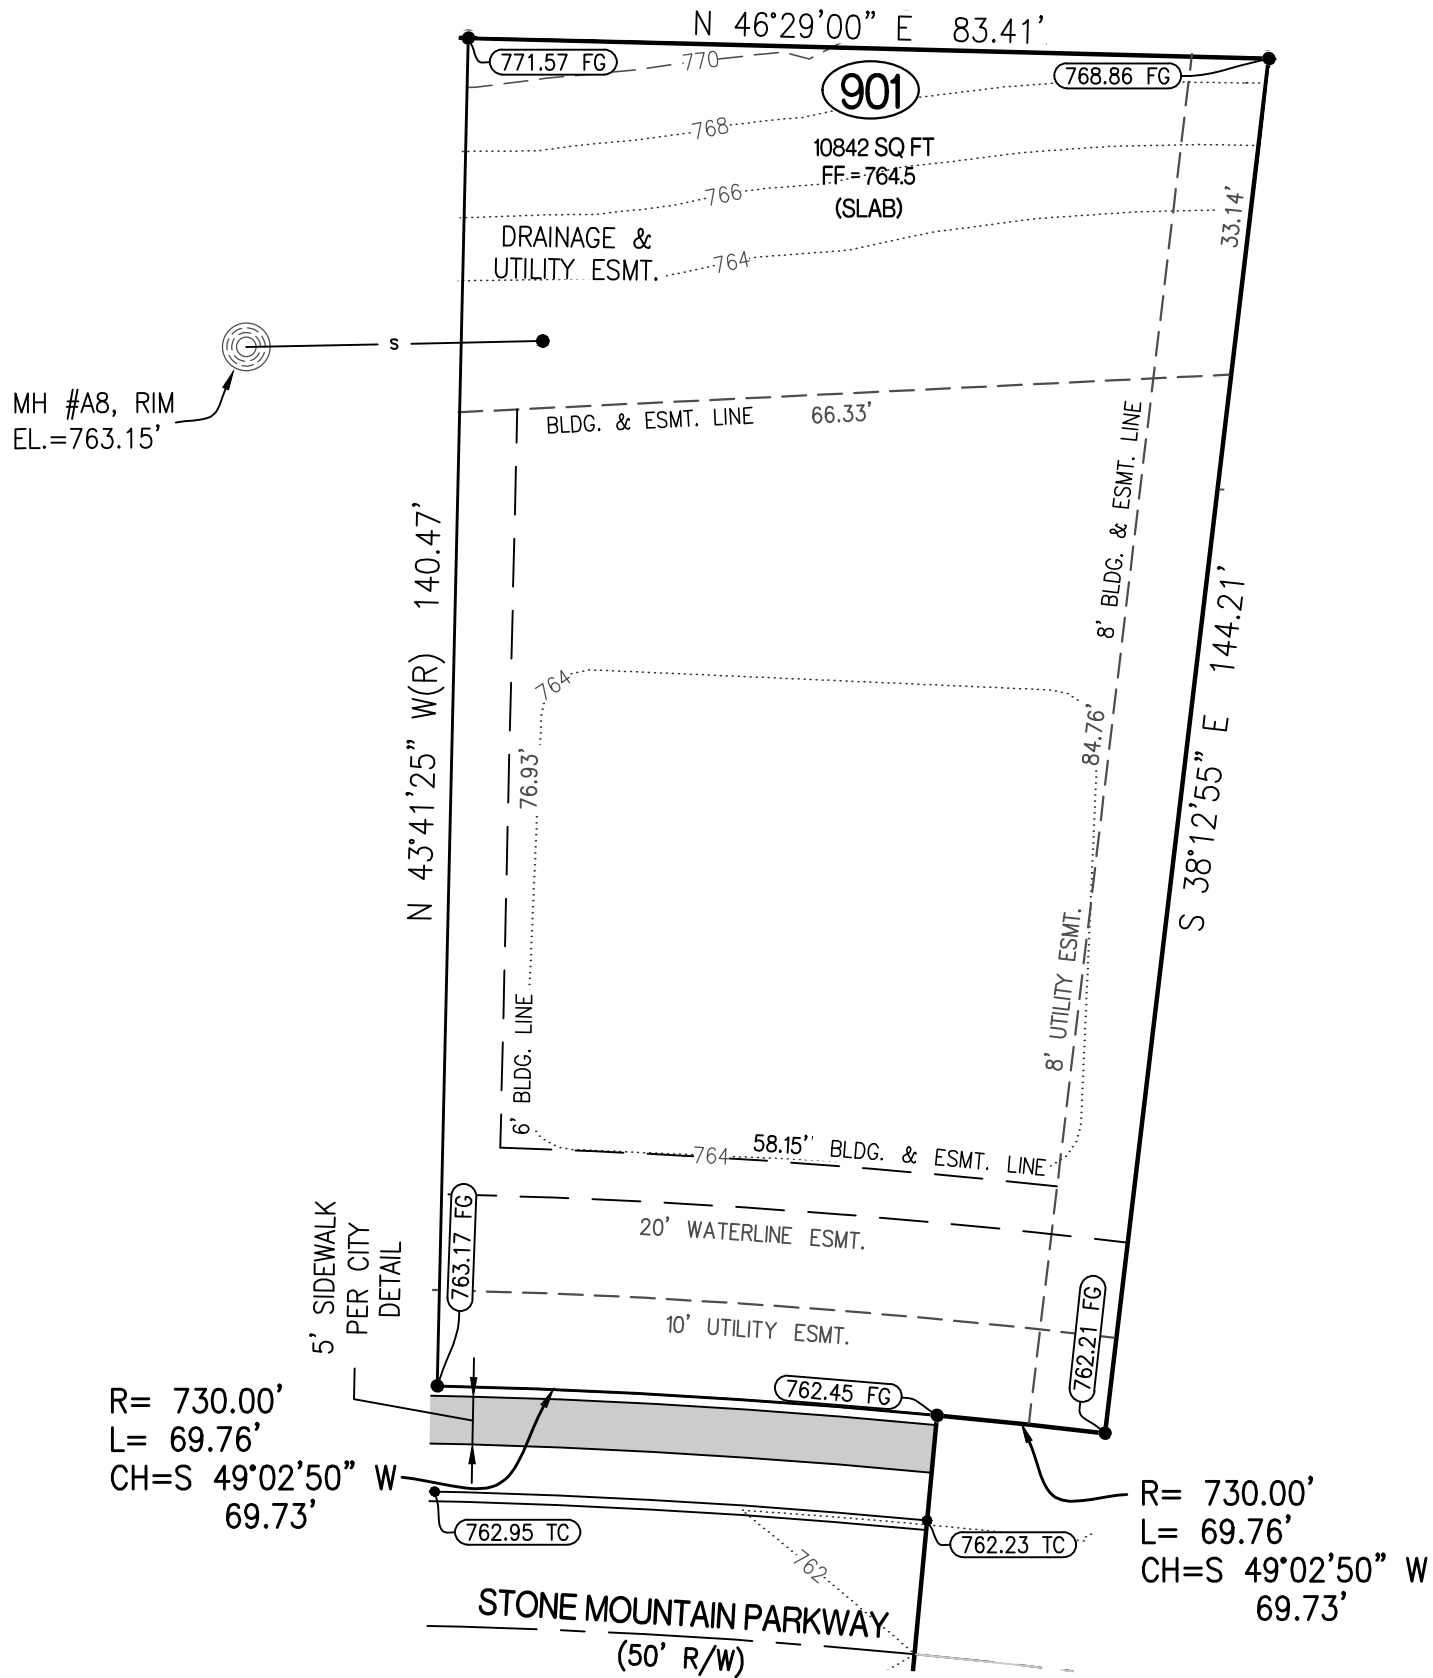 N 46°29'00" E 83.41'
771.57 FG
770
768.86 FG
901
768
10842 SQ FT
FF = 764.5
(SLAB)
766
33.14'
DRAINAGE &
UTILITY ESMT.
764
S
MH #A8, RIM
EL.=763.15'
BLDG. & ESMT. LINE 66.33'
8' BLDG. & ESMT. LINE
N 43°41'25" W(R) 140.47'
S 38°12'55" E 144.21'
764
76.93'
84.76'
8' UTILITY ESMT.
6' BLDG. LINE
764
58.15'' BLDG. & ESMT. LINE
763.17 FG
20' WATERLINE ESMT.
5' SIDEWALK
PER CITY
DETAIL
10' UTILITY ESMT.
762.21 FG
762.45 FG
R= 730.00'
L= 69.76'
CH=S 49°02'50" W
69.73'
R= 730.00'
L= 69.76'
CH=S 49°02'50" W
69.73'
762.95 TC
762.23 TC
762
STONE MOUNTAIN PARKWAY
(50' R/W)